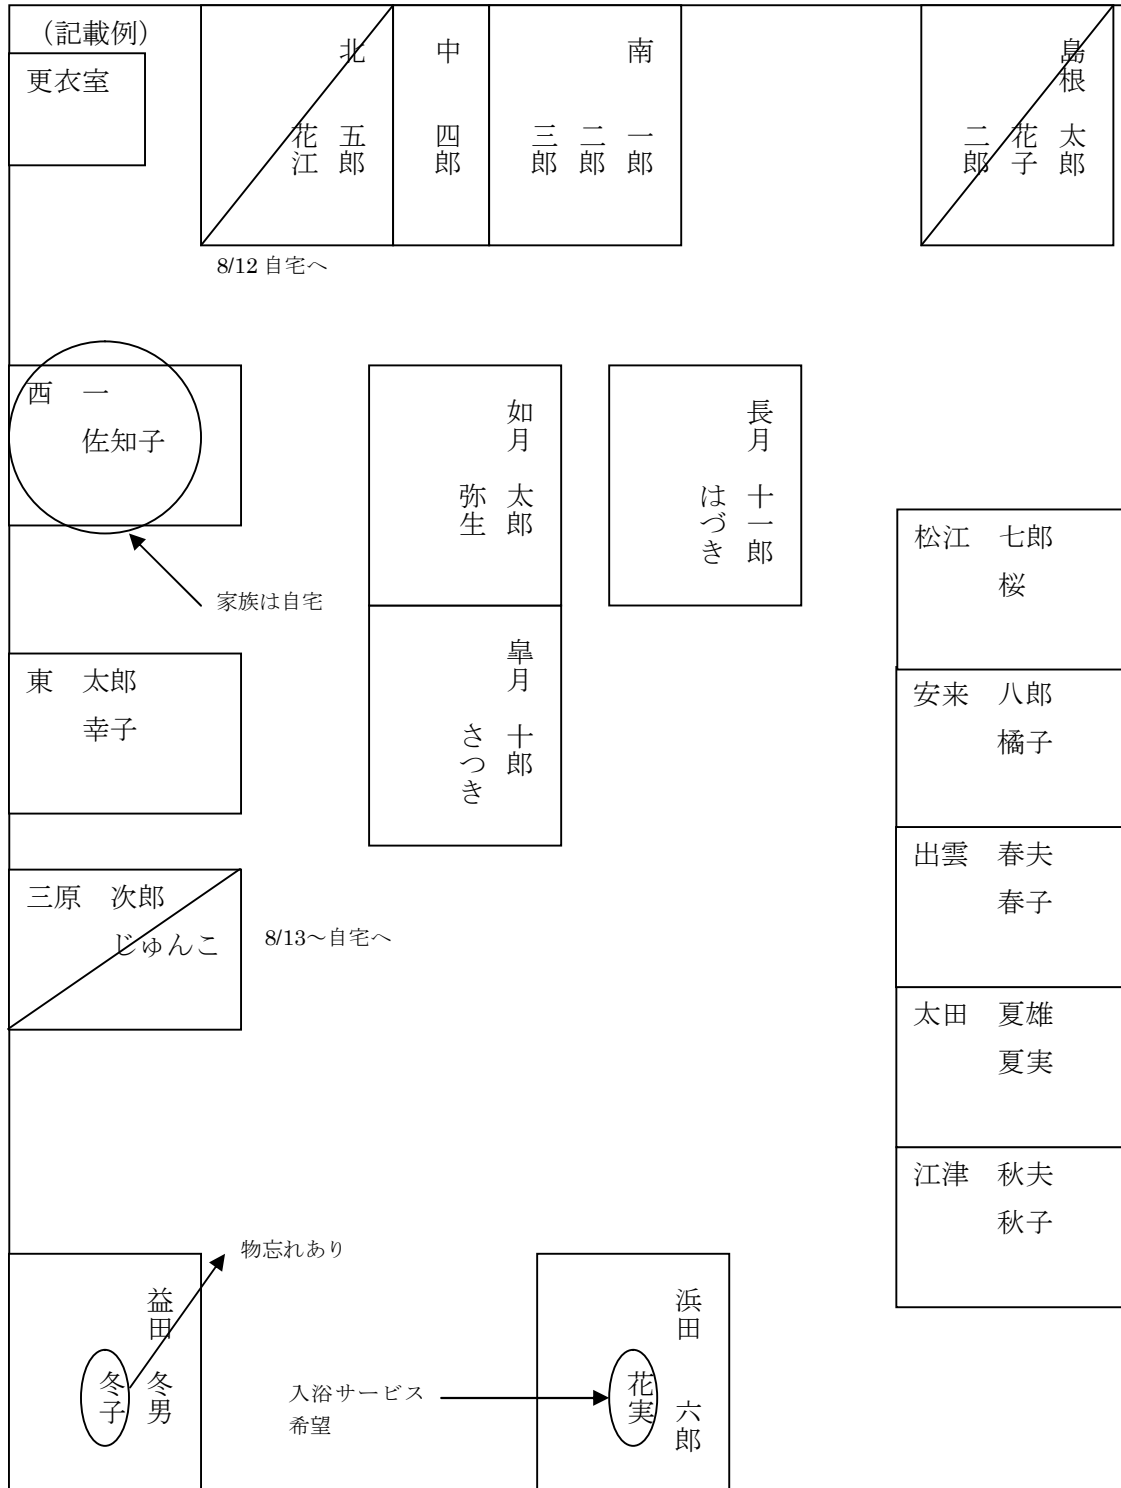 (記載例)
更衣室
北 五郎
花江
中 四郎
南 一郎
二郎
三郎
島根 太郎
花子
二郎
8/12 自宅へ
西 一
佐知子
家族は自宅
如月 太郎
弥生
長月 十一郎
はづき
東 太郎
幸子
皐月 十郎
さつき
三原 次郎
じゅんこ
8/13～自宅へ
松江 七郎
桜
安来 八郎
橘子
出雲 春夫
春子
太田 夏雄
夏実
江津 秋夫
秋子
物忘れあり
益田 冬男
冬子
入浴サービス
希望
浜田 六郎
花実